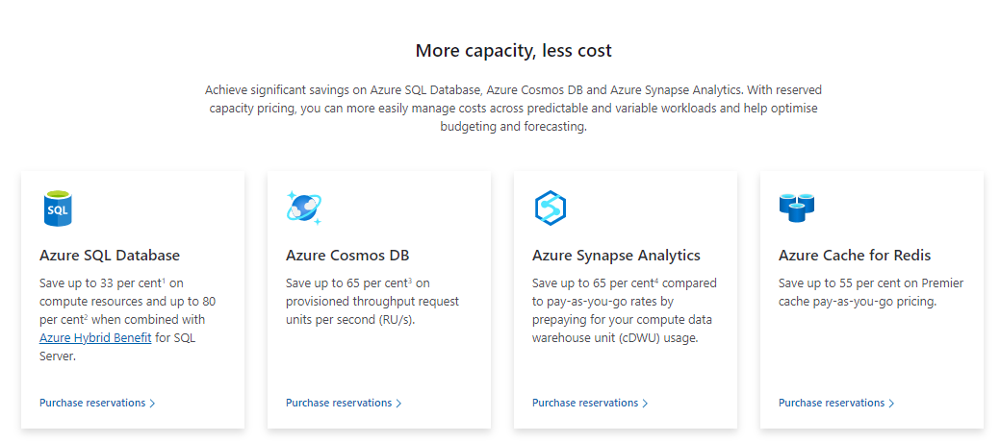 More capacity, less cost
Achieve significant savings on Azure SQL Database, Azure Cosmos DB and Azure Synapse Analytics. With reserved
capacity pricing, you can more easily manage costs across predictable and variable workloads and help optimise
budgeting and forecasting.
SQL
Azure SQL Database
Save up to 33 per cent¹ on
compute resources and up to 80
per cent² when combined with
Azure Hybrid Benefit for SQL
Server.
Purchase reservations >
Azure Cosmos DB
Save up to 65 per cent³ on
provisioned throughput request
units per second (RU/s).
Purchase reservations >
Azure Synapse Analytics
Save up to 65 per cent⁴ compared
to pay-as-you-go rates by
prepaying for your compute data
warehouse unit (cDWU) usage.
Purchase reservations >
Azure Cache for Redis
Save up to 55 per cent on Premier
cache pay-as-you-go pricing.
Purchase reservations >